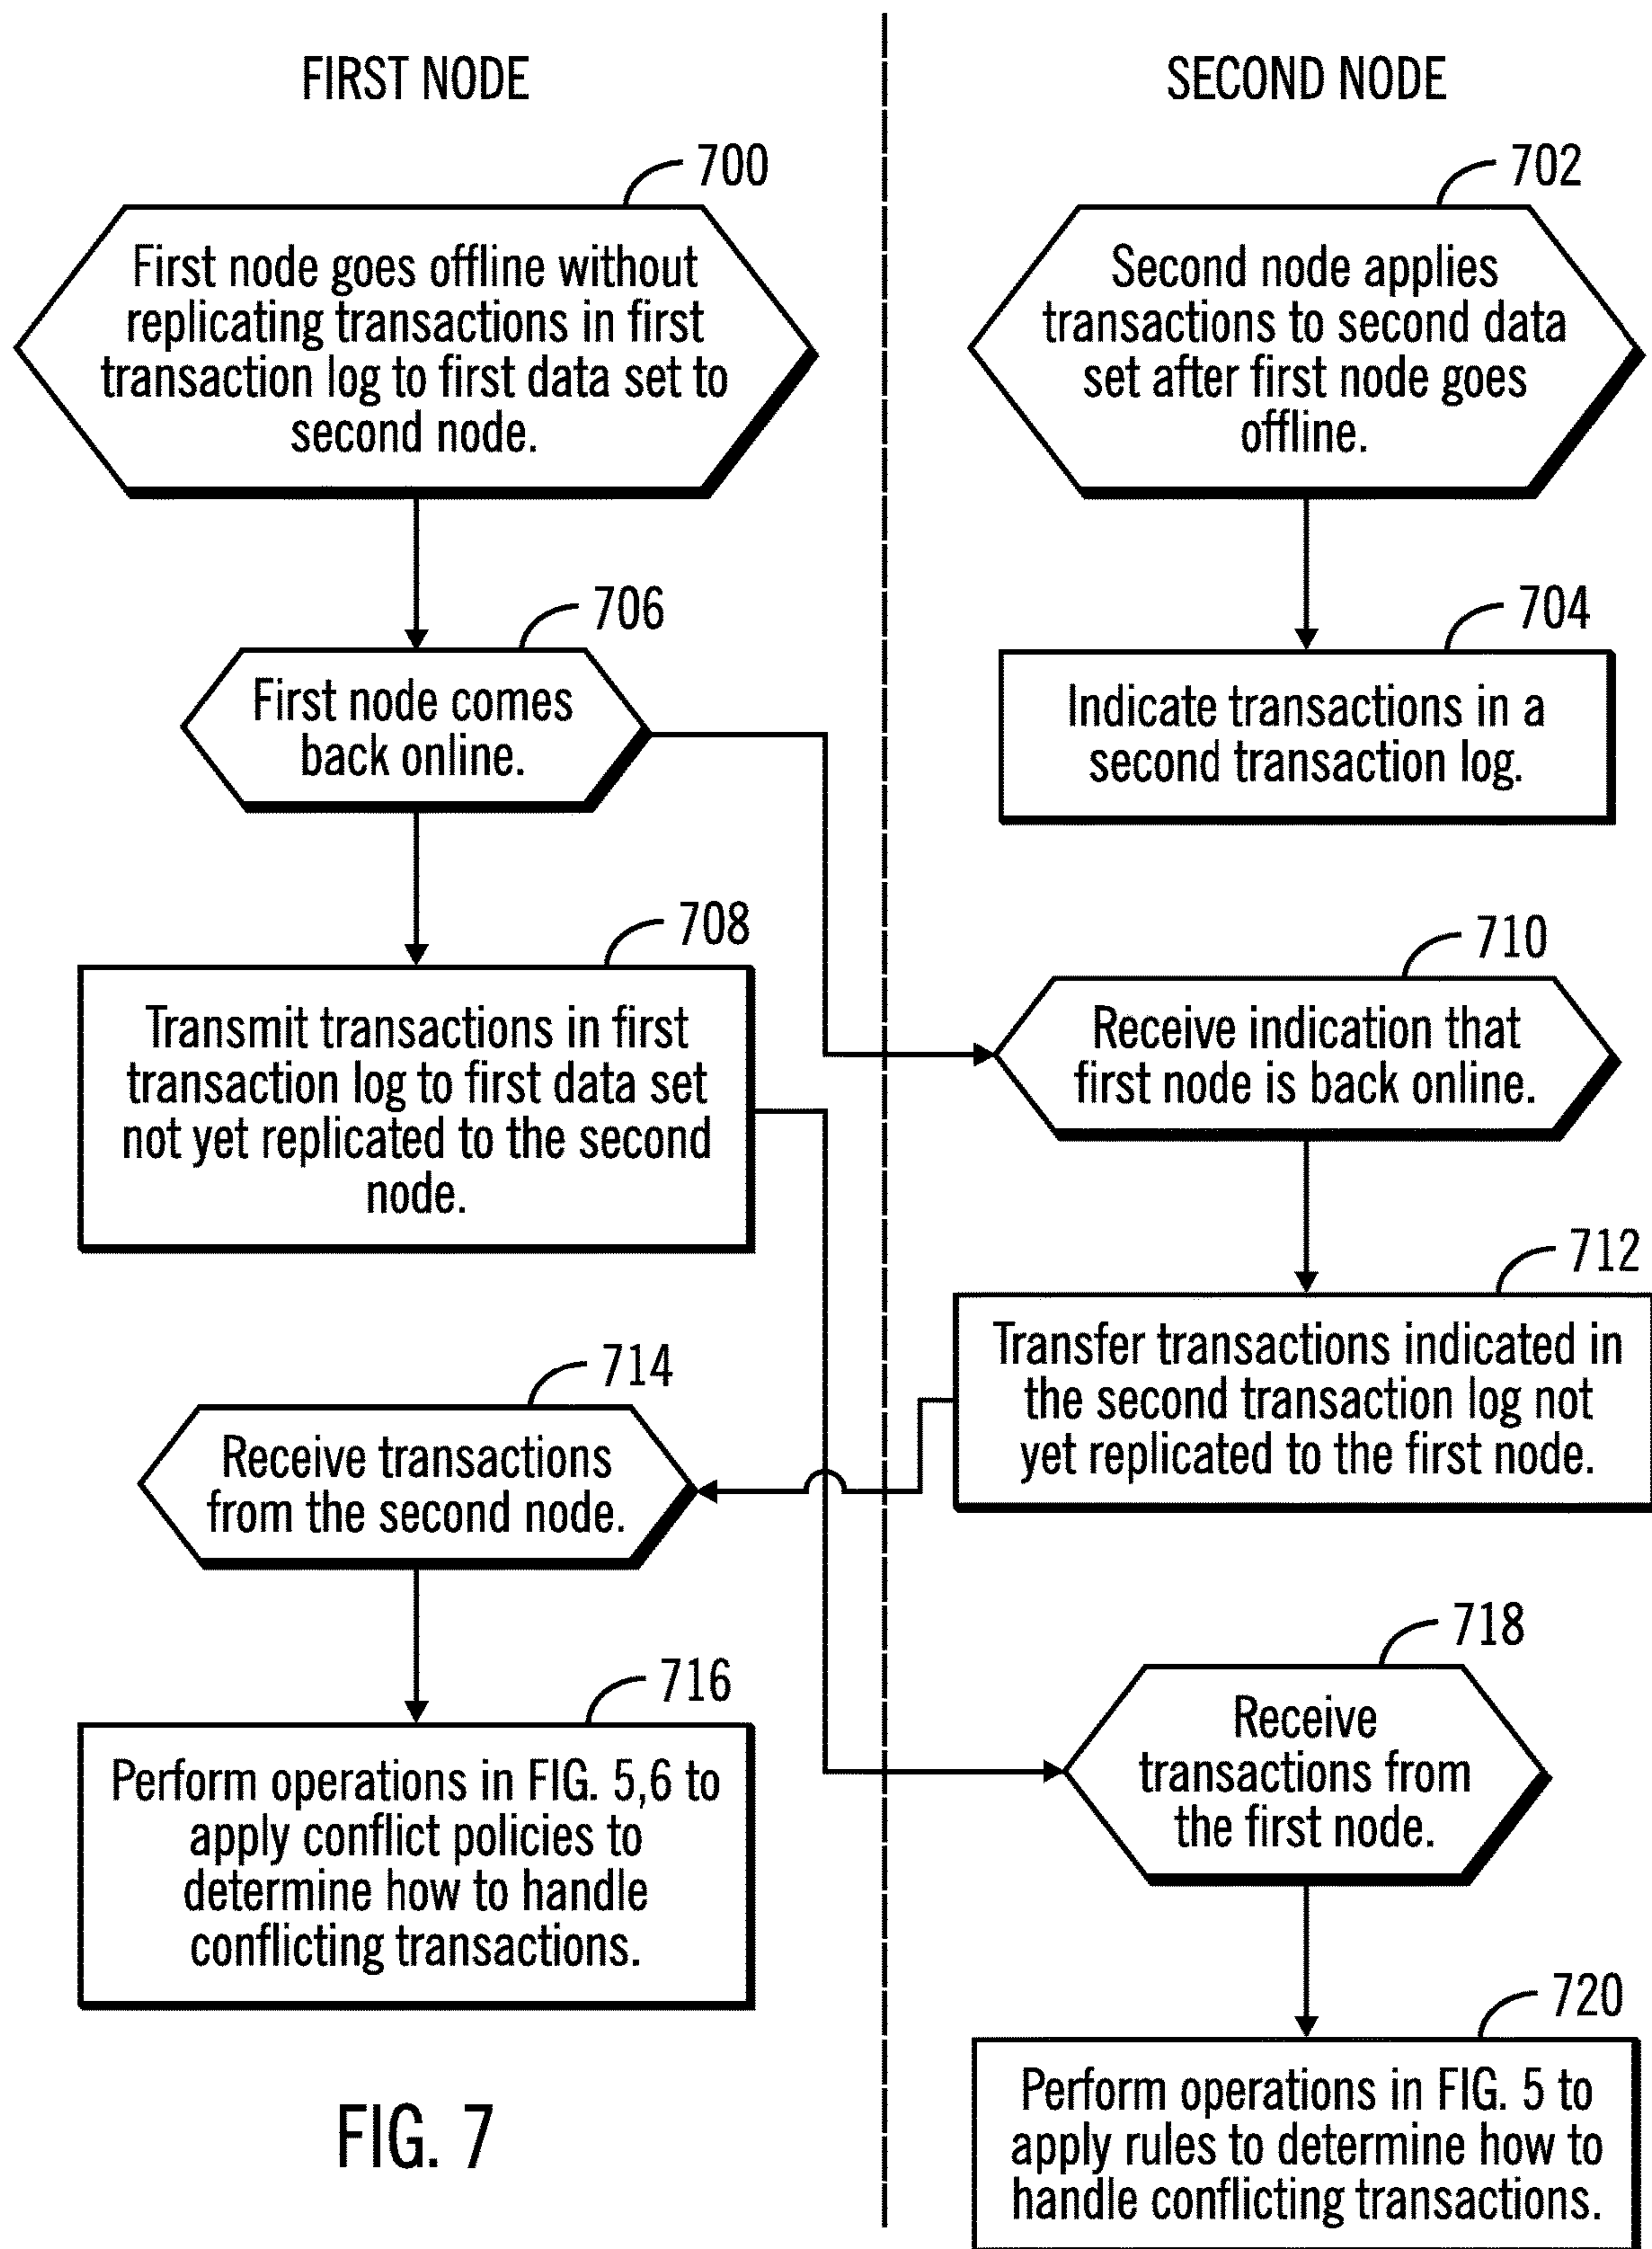 FIRST NODE
SECOND NODE
700
First node goes offline without
replicating transactions in first
transaction log to first data set to
second node.
702
Second node applies
transactions to second data
set after first node goes
offline.
706
First node comes
back online.
704
Indicate transactions in a
second transaction log.
708
Transmit transactions in first
transaction log to first data set
not yet replicated to the second
node.
710
Receive indication that
first node is back online.
712
Transfer transactions indicated in
the second transaction log not
yet replicated to the first node.
714
Receive transactions
from the second node.
716
Perform operations in FIG. 5,6 to
apply conflict policies to
determine how to handle
conflicting transactions.
718
Receive
transactions from
the first node.
720
Perform operations in FIG. 5 to
apply rules to determine how to
handle conflicting transactions.
FIG. 7